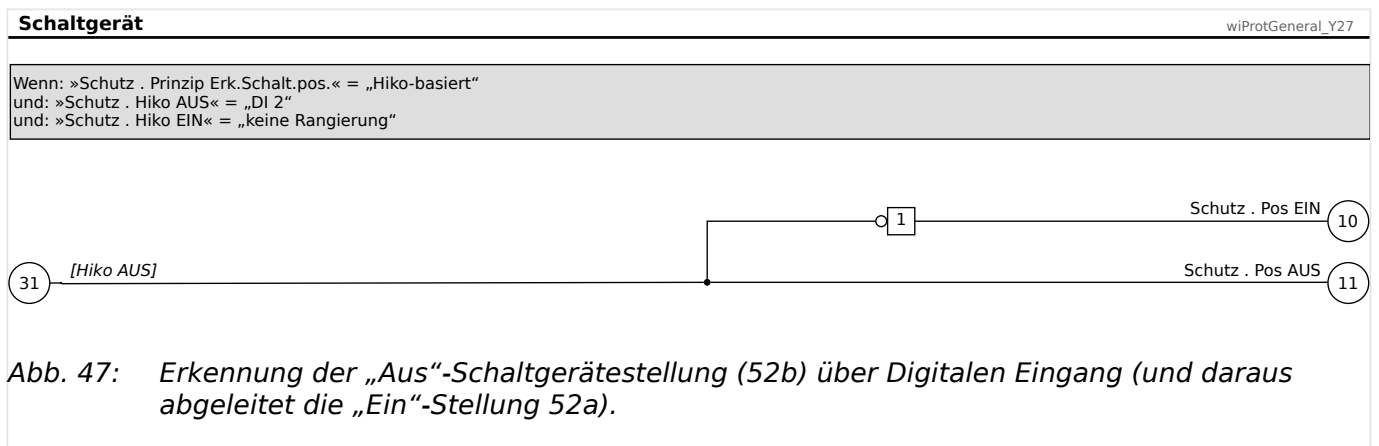 Schaltgerät
wiProtGeneral_Y27
Wenn: »Schutz . Prinzip Erk.Schalt.pos.« = „Hiko-basiert“
und: »Schutz . Hiko AUS« = „DI 2“
und: »Schutz . Hiko EIN« = „keine Rangierung“
1
Schutz . Pos EIN
10
31
[Hiko AUS]
Schutz . Pos AUS
11
Abb. 47: Erkennung der „Aus“-Schaltgerätestellung (52b) über Digitalen Eingang (und daraus
abgeleitet die „Ein“-Stellung 52a).